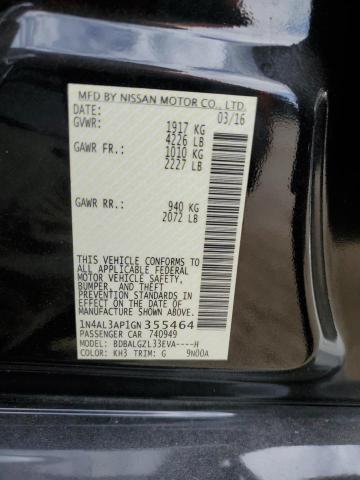 MFD BY NISSAN MOTOR CO., LTD.
DATE: 03/16
GVWR: 1917 KG
4226 LB
GAWR FR.: 1010 KG
2227 LB
GAWR RR.: 940 KG
2072 LB
THIS VEHICLE CONFORMS TO
ALL APPLICABLE FEDERAL
MOTOR VEHICLE SAFETY,
BUMPER, AND THEFT
PREVENTION STANDARDS IN
EFFECT ON THE DATE OF
MANUFACTURE SHOWN ABOVE.
1N4AL3AP1GN355464
PASSENGER CAR 740949
MODEL: BDBALGZL33EVA----H
COLOR: KH3 TRIM: G 9N00A